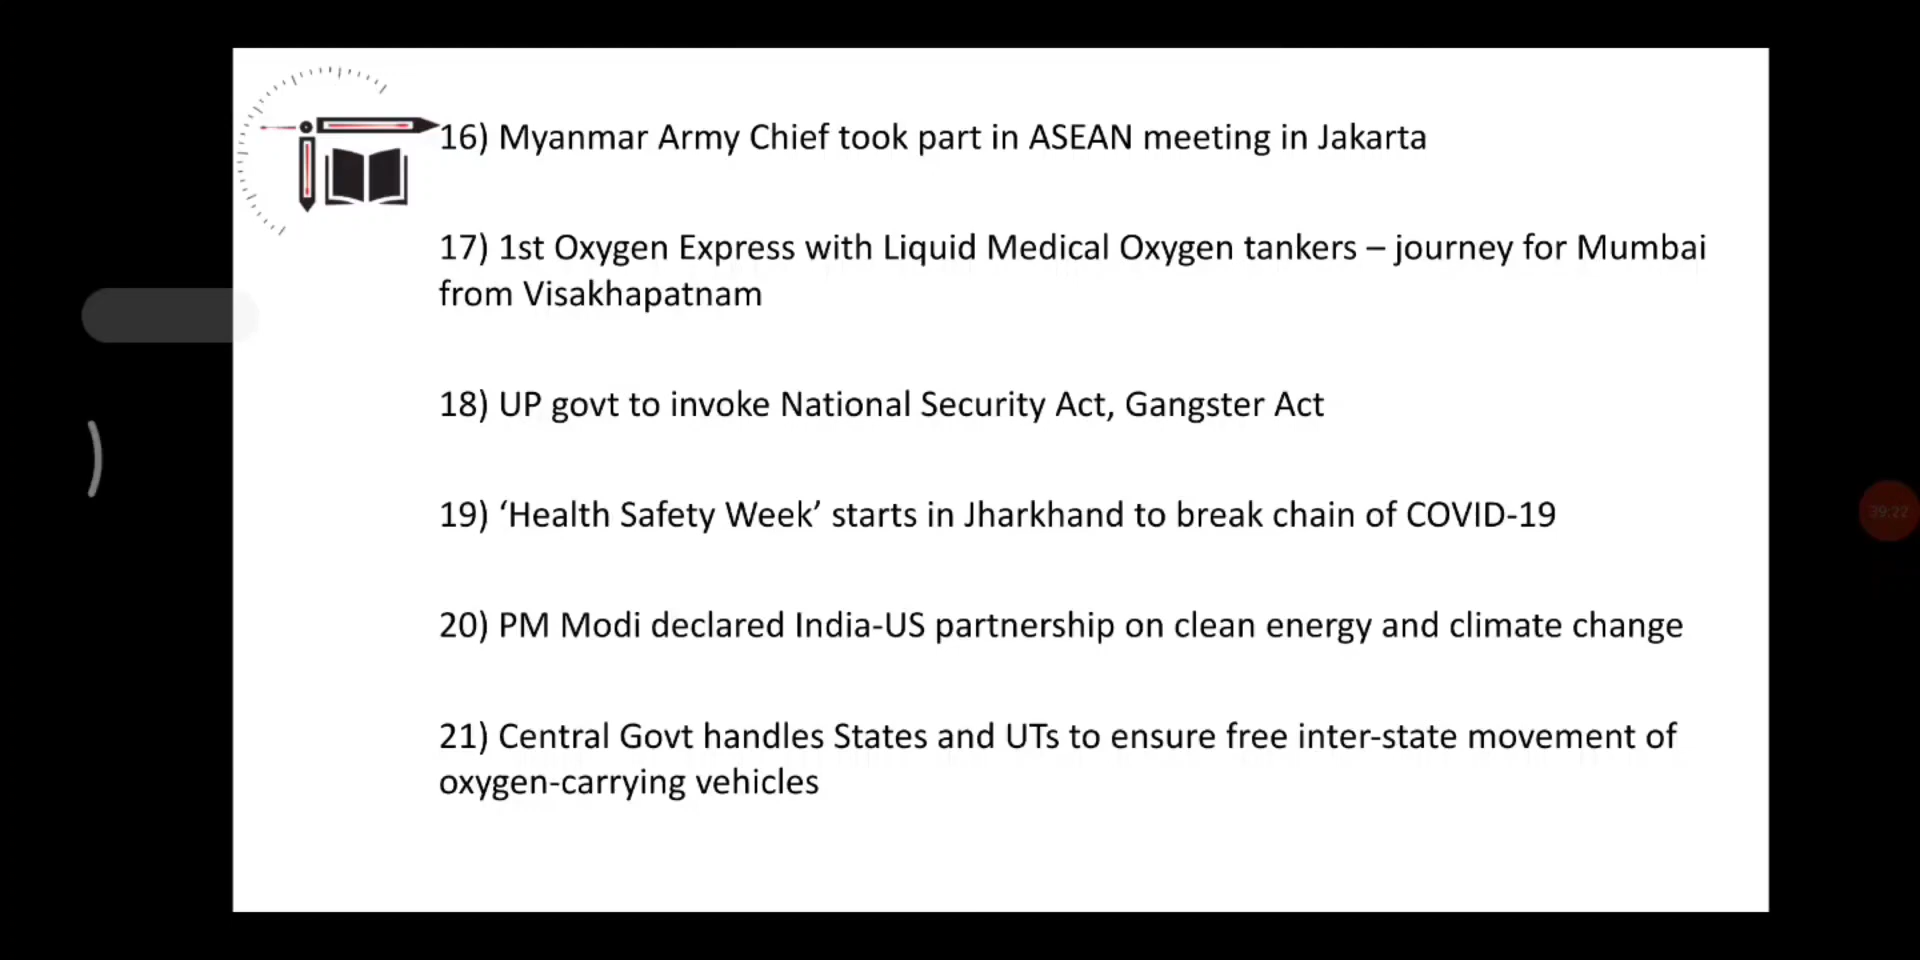 16) Myanmar Army Chief took part in ASEAN meeting in Jakarta
17) 1st Oxygen Express with Liquid Medical Oxygen tankers – journey for Mumbai
from Visakhapatnam
18) UP govt to invoke National Security Act, Gangster Act
19) ‘Health Safety Week’ starts in Jharkhand to break chain of COVID-19
39:22
20) PM Modi declared India-US partnership on clean energy and climate change
21) Central Govt handles States and UTs to ensure free inter-state movement of
oxygen-carrying vehicles